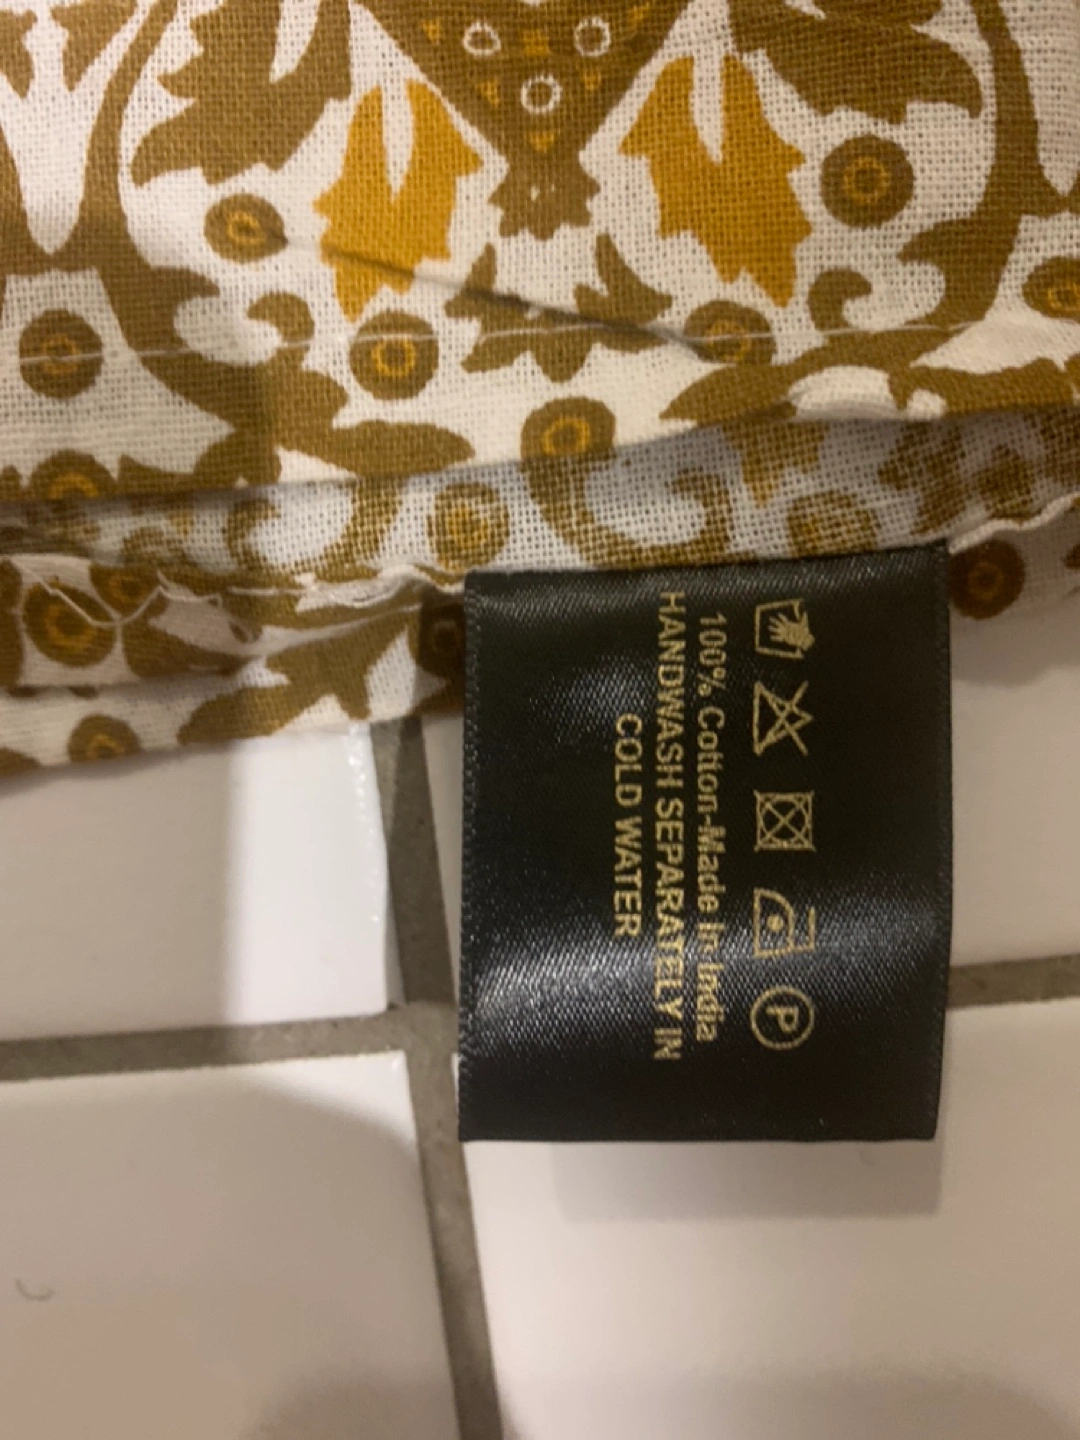 P
100% Cotton-Made In India
HANDWASH SEPARATELY IN
COLD WATER